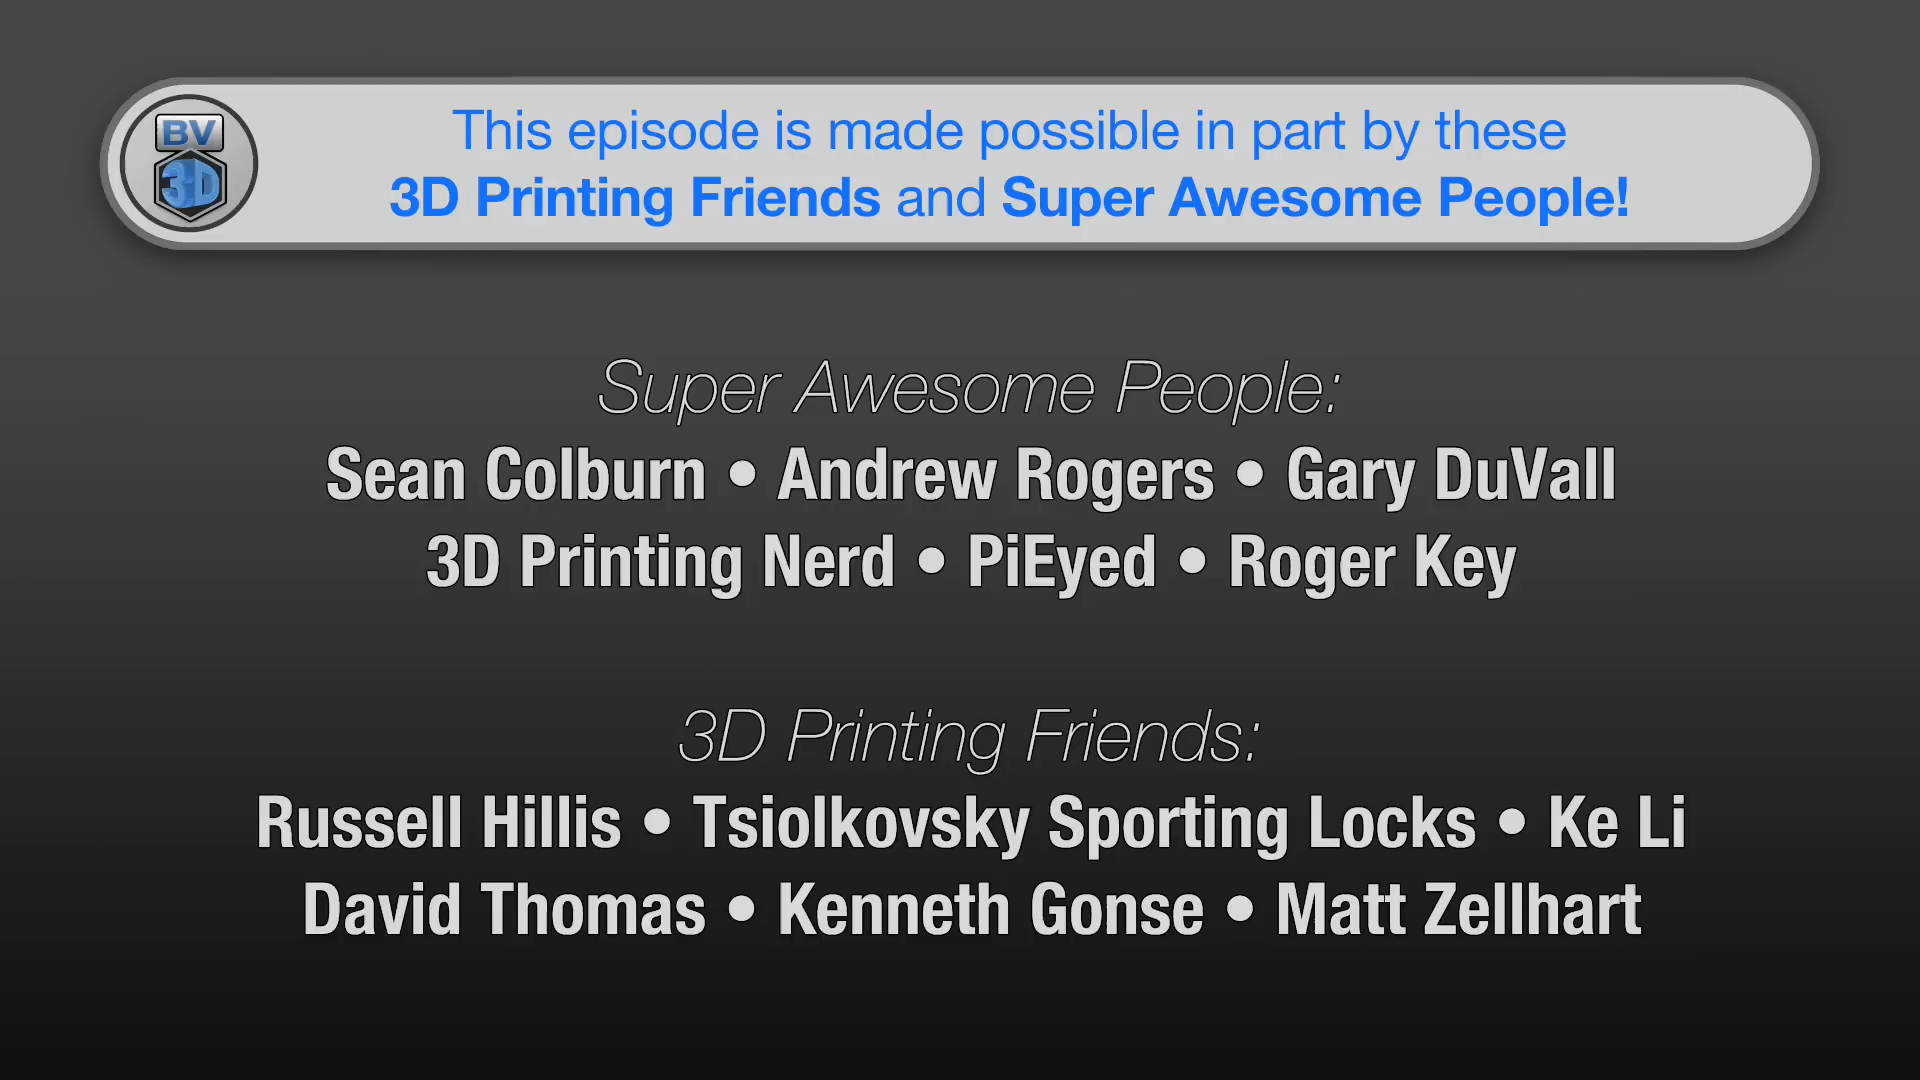 BV
3D
This episode is made possible in part by these
3D Printing Friends and Super Awesome People!
Super Awesome People:
Sean Colburn • Andrew Rogers • Gary DuVall
3D Printing Nerd • PiEyed • Roger Key
3D Printing Friends:
Russell Hillis • Tsiolkovsky Sporting Locks • Ke Li
David Thomas • Kenneth Gonse • Matt Zellhart